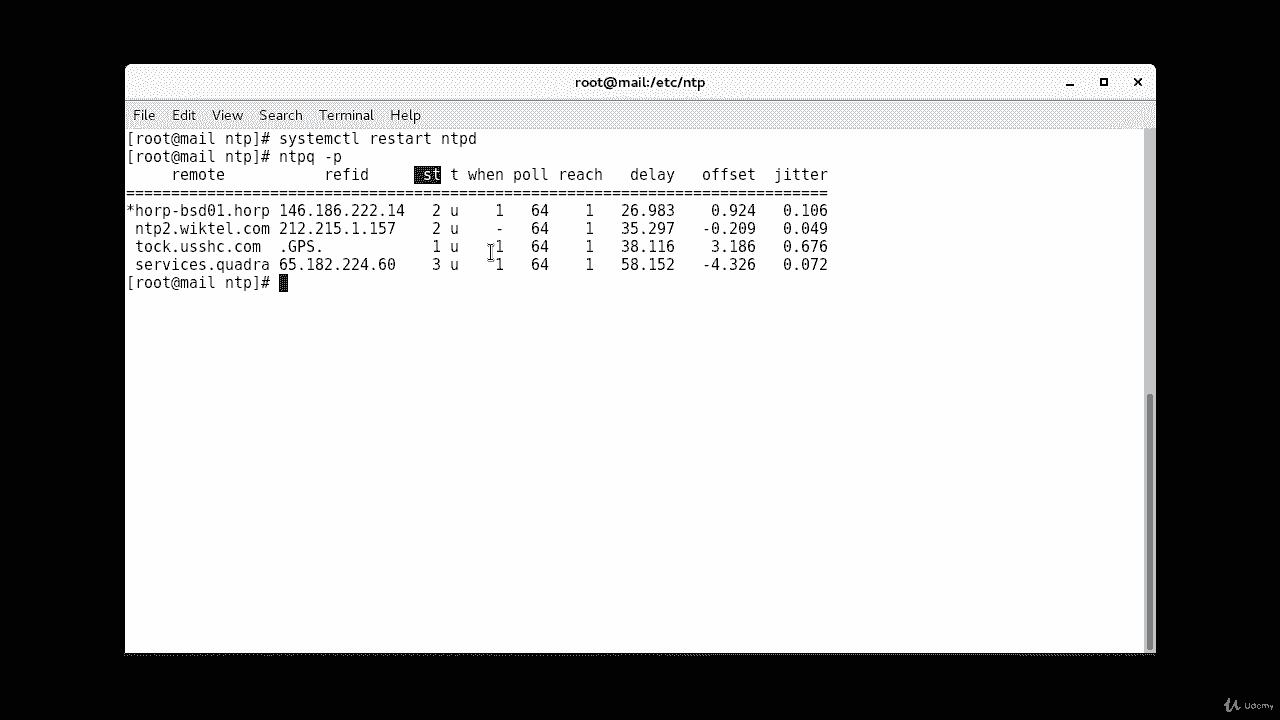 root@mail:/etc/ntp
File Edit View Search Terminal Help
[root@mail ntp]# systemctl restart ntpd
[root@mail ntp]# ntpq -p
     remote           refid      st t when poll reach   delay   offset  jitter
==============================================================================
*horp-bsd01.horp 146.186.222.14   2 u    1   64    1   26.983    0.924   0.106
 ntp2.wiktel.com 212.215.1.157    2 u    -   64    1   35.297   -0.209   0.049
 tock.usshc.com  .GPS.            1 u    1   64    1   38.116    3.186   0.676
 services.quadra 65.182.224.60    3 u    1   64    1   58.152   -4.326   0.072
[root@mail ntp]#
Udemy